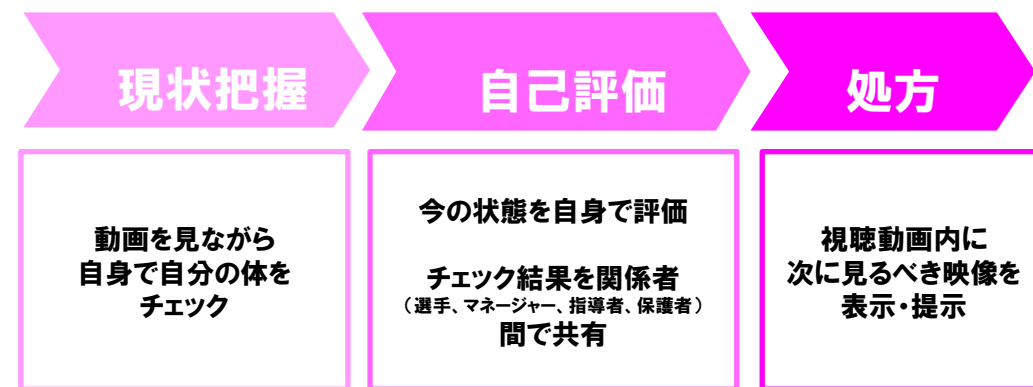 現状把握
自己評価
処方
動画を見ながら
自身で自分の体を
チェック
今の状態を自身で評価
チェック結果を関係者
（選手、マネージャー、指導者、保護者）
間で共有
視聴動画内に
次に見るべき映像を
表示・提示